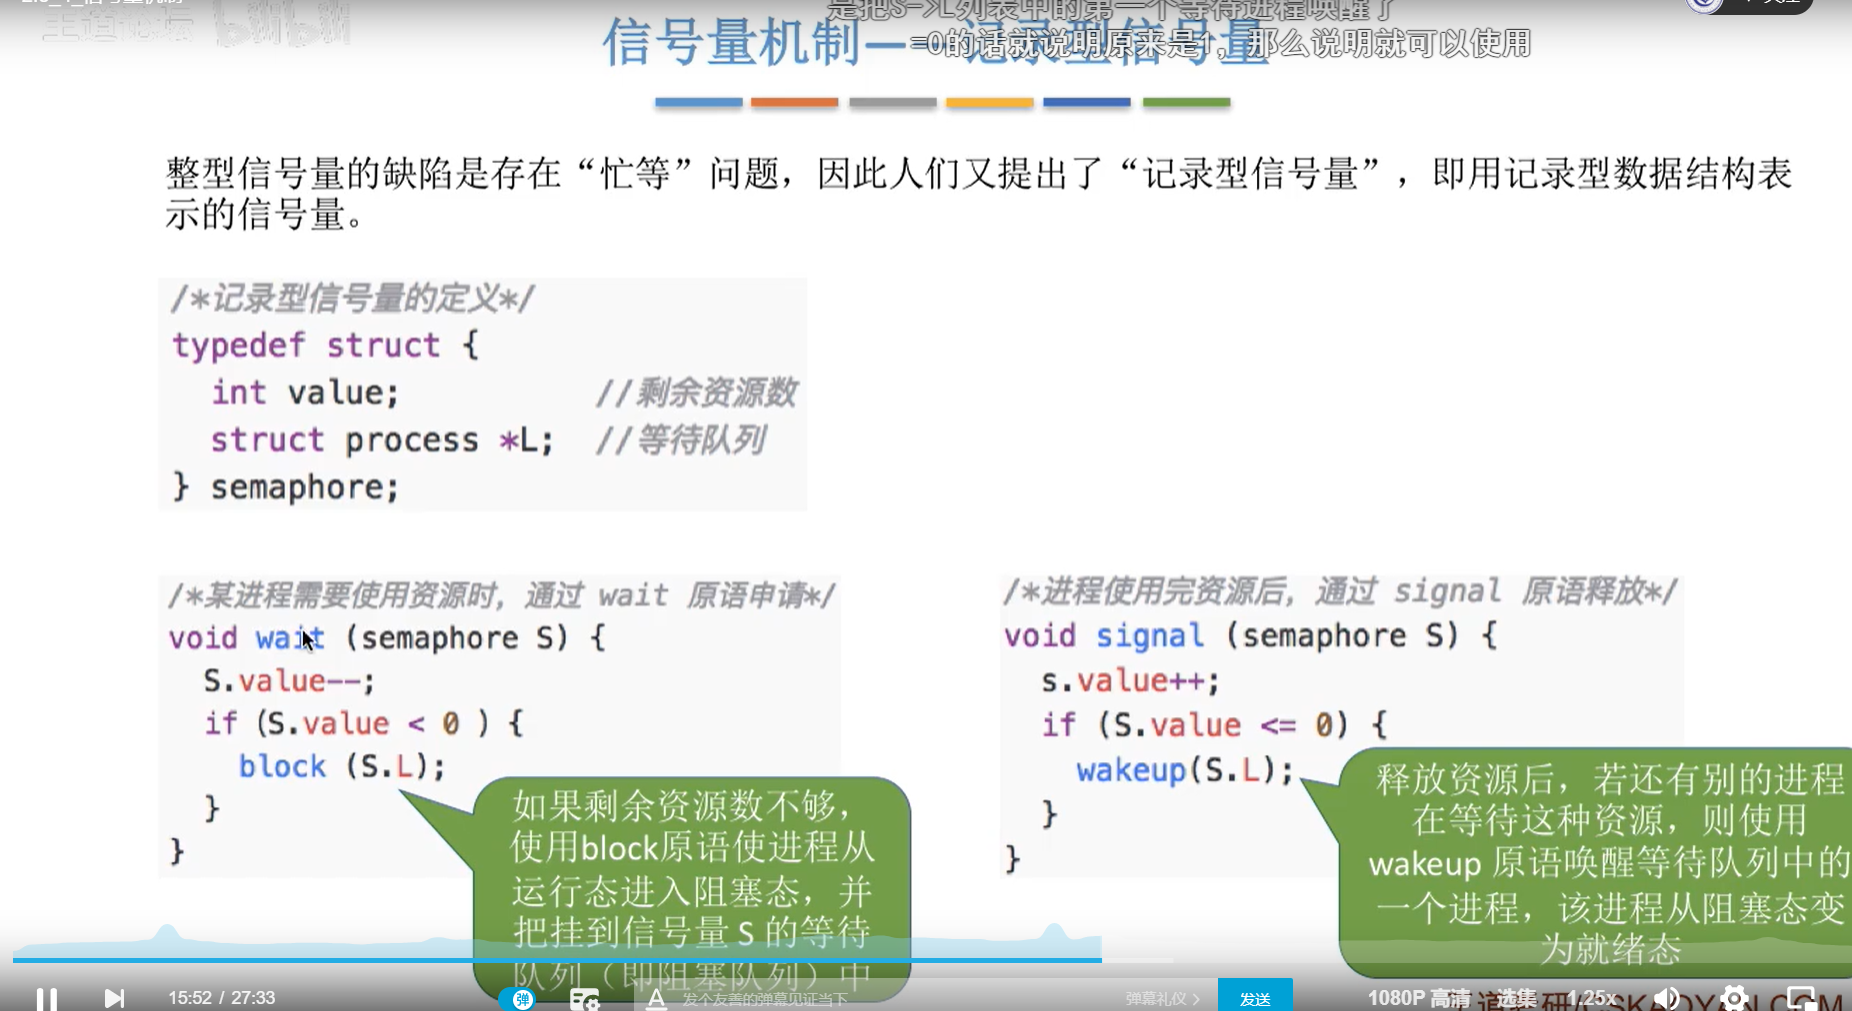 王道论坛 bilibili
是把S->L列表中的第一个等待进程唤醒了
信号量机制——记录型信号量
=0的话就说明原来是1，那么说明就可以使用
整型信号量的缺陷是存在“忙等”问题，因此人们又提出了“记录型信号量”，即用记录型数据结构表
示的信号量。
/*记录型信号量的定义*/
typedef struct {
int value; //剩余资源数
struct process *L; //等待队列
} semaphore;
/*某进程需要使用资源时，通过 wait 原语申请*/
void wait (semaphore S) {
S.value--;
if (S.value < 0 ) {
block (S.L);
}
}
如果剩余资源数不够，
使用block原语使进程从
运行态进入阻塞态，并
把挂到信号量 S 的等待
队列（即阻塞队列）中
/*进程使用完资源后，通过 signal 原语释放*/
void signal (semaphore S) {
s.value++;
if (S.value <= 0) {
wakeup(S.L);
}
}
释放资源后，若还有别的进程
在等待这种资源，则使用
wakeup 原语唤醒等待队列中的
一个进程，该进程从阻塞态变
为就绪态
15:52 / 27:33
弹
发个友善的弹幕见证当下
弹幕礼仪 >
发送
1080P 高清
选集
1.25x